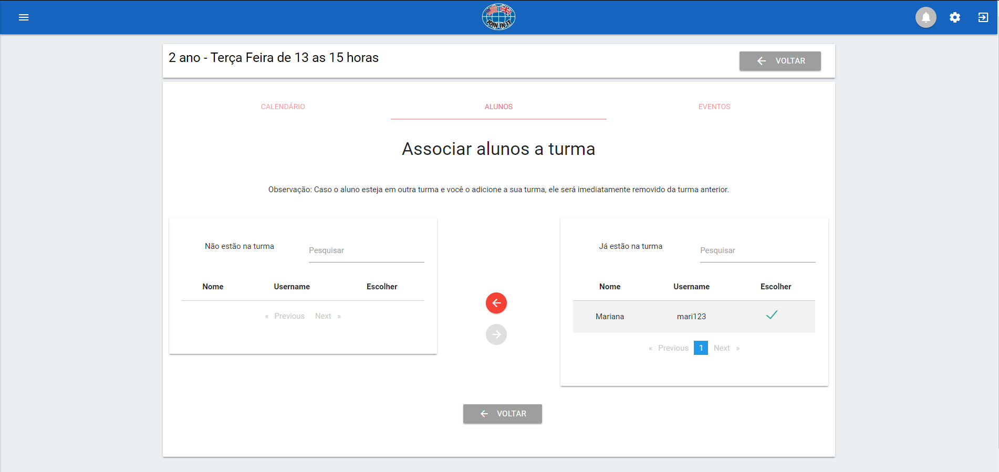 JOIN IN IT
2 ano - Terça Feira de 13 as 15 horas
VOLTAR
CALENDÁRIO ALUNOS EVENTOS
Associar alunos a turma
Observação: Caso o aluno esteja em outra turma e você o adicione a sua turma, ele será imediatamente removido da turma anterior.
Não estão na turma Pesquisar
Nome Username Escolher
« Previous Next »
Já estão na turma Pesquisar
Nome Username Escolher
Mariana mari123
« Previous 1 Next »
VOLTAR